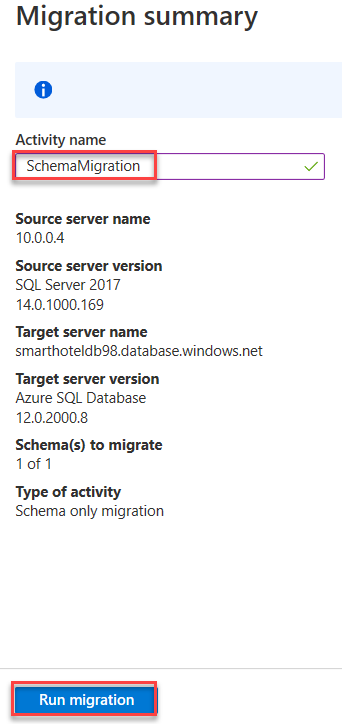 Migration summary
Activity name
SchemaMigration
Source server name
10.0.0.4
Source server version
SQL Server 2017
14.0.1000.169
Target server name
smarthoteldb98.database.windows.net
Target server version
Azure SQL Database
12.0.2000.8
Schema(s) to migrate
1 of 1
Type of activity
Schema only migration
Run migration